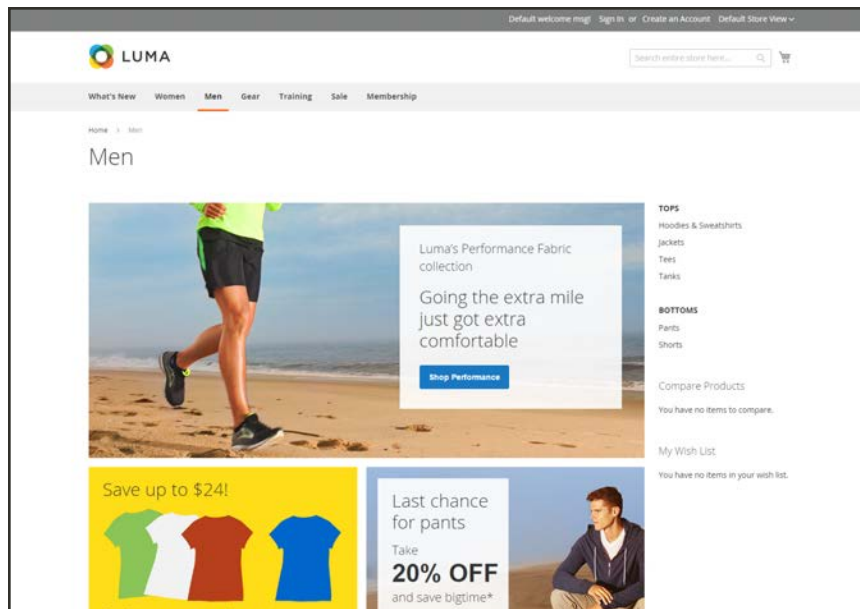 Default welcome msg! Sign In or Create an Account Default Store View
LUMA
Search entire store here...
What's New Women Men Gear Training Sale Membership
Home > Men
Men
Luma's Performance Fabric
collection
Going the extra mile
just got extra
comfortable
Shop Performance
TOPS
Hoodies & Sweatshirts
Jackets
Tees
Tanks
BOTTOMS
Pants
Shorts
Compare Products
You have no items to compare.
My Wish List
You have no items in your wish list.
Save up to $24!
Last chance
for pants
Take
20% OFF
and save bigtime*